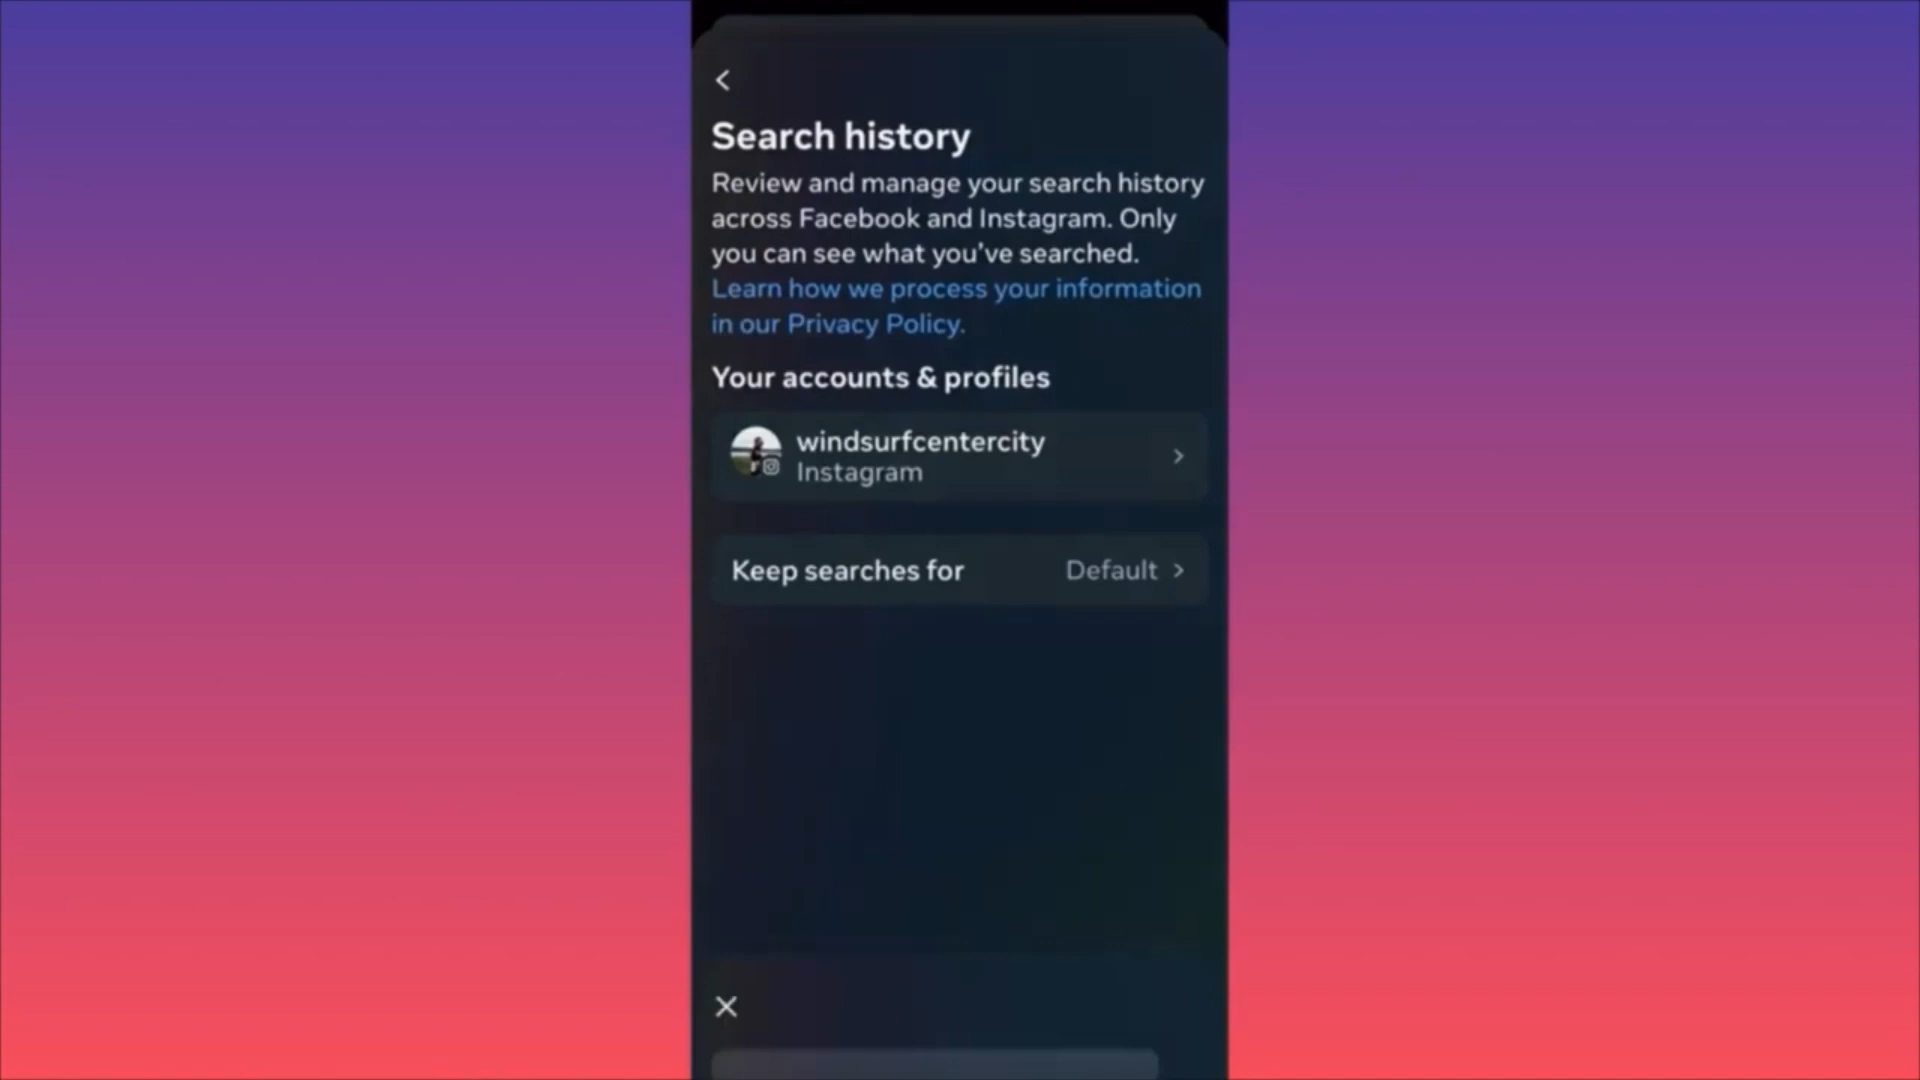 Search history
Review and manage your search history
across Facebook and Instagram. Only
you can see what you've searched.
Learn how we process your information
in our Privacy Policy.
Your accounts & profiles
windsurfcentercity
Instagram
Keep searches for Default